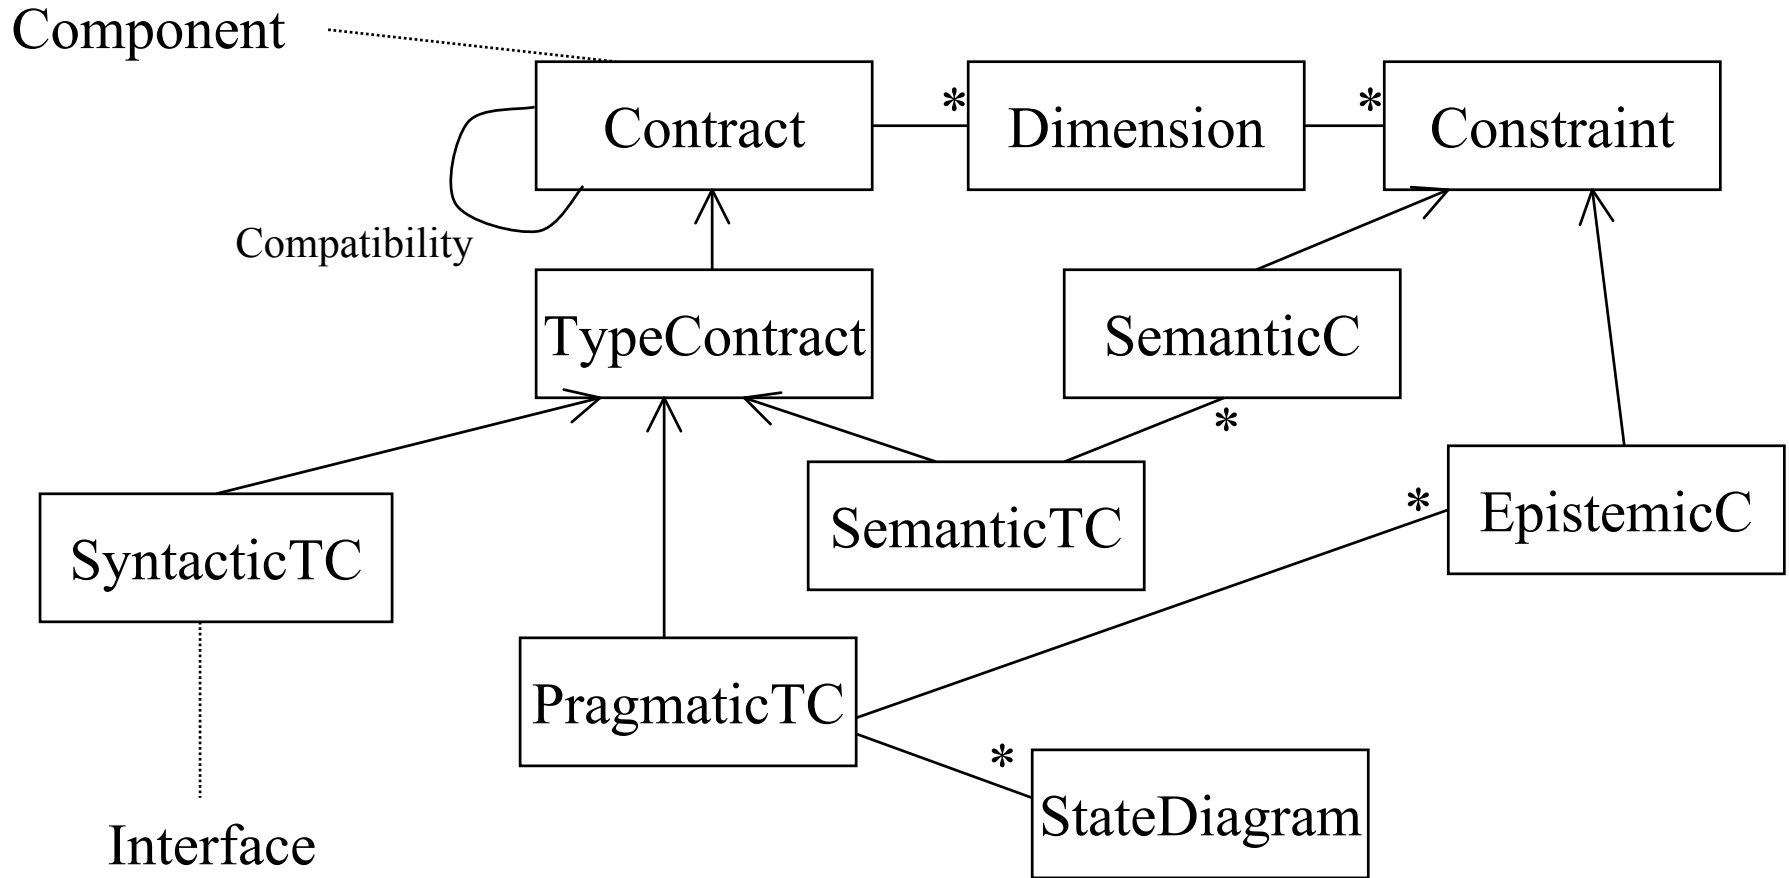 Component
* *
Contract Dimension Constraint
Compatibility
TypeContract SemanticC
*
* EpistemicC
SemanticTC
SyntacticTC
PragmaticTC
*
StateDiagram
Interface